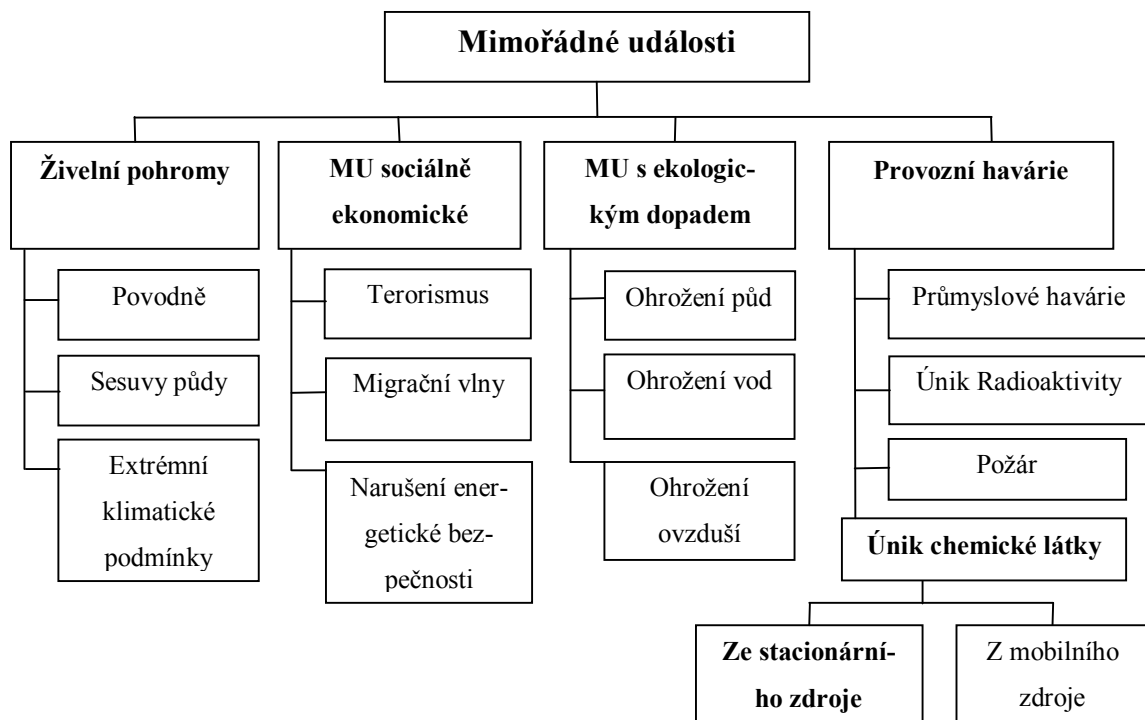 Mimořádné události
Živelní pohromy
MU sociálně
ekonomické
MU s ekologic-
kým dopadem
Provozní havárie
Povodně
Sesuvy půdy
Extrémní
klimatické
podmínky
Terorismus
Migrační vlny
Narušení ener-
getické bez-
pečnosti
Ohrožení půd
Ohrožení vod
Ohrožení
ovzduší
Průmyslové havárie
Únik Radioaktivity
Požár
Únik chemické látky
Ze stacionární-
ho zdroje
Z mobilního
zdroje